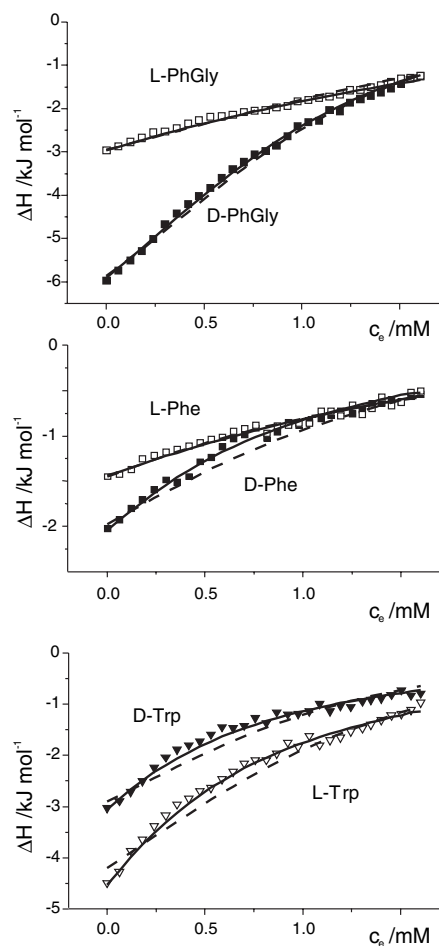 0
-1
-2
-3
-4
-5
-6
ΔH /kJ mol⁻¹
L-PhGly
D-PhGly
0.0
0.5
1.0
cₑ/mM
0
-1
-2
ΔH /kJ mol⁻¹
L-Phe
D-Phe
0.0
0.5
1.0
cₑ/mM
0
-1
-2
-3
-4
-5
ΔH /kJ mol⁻¹
D-Trp
L-Trp
0.0
0.5
1.0
cₑ/mM